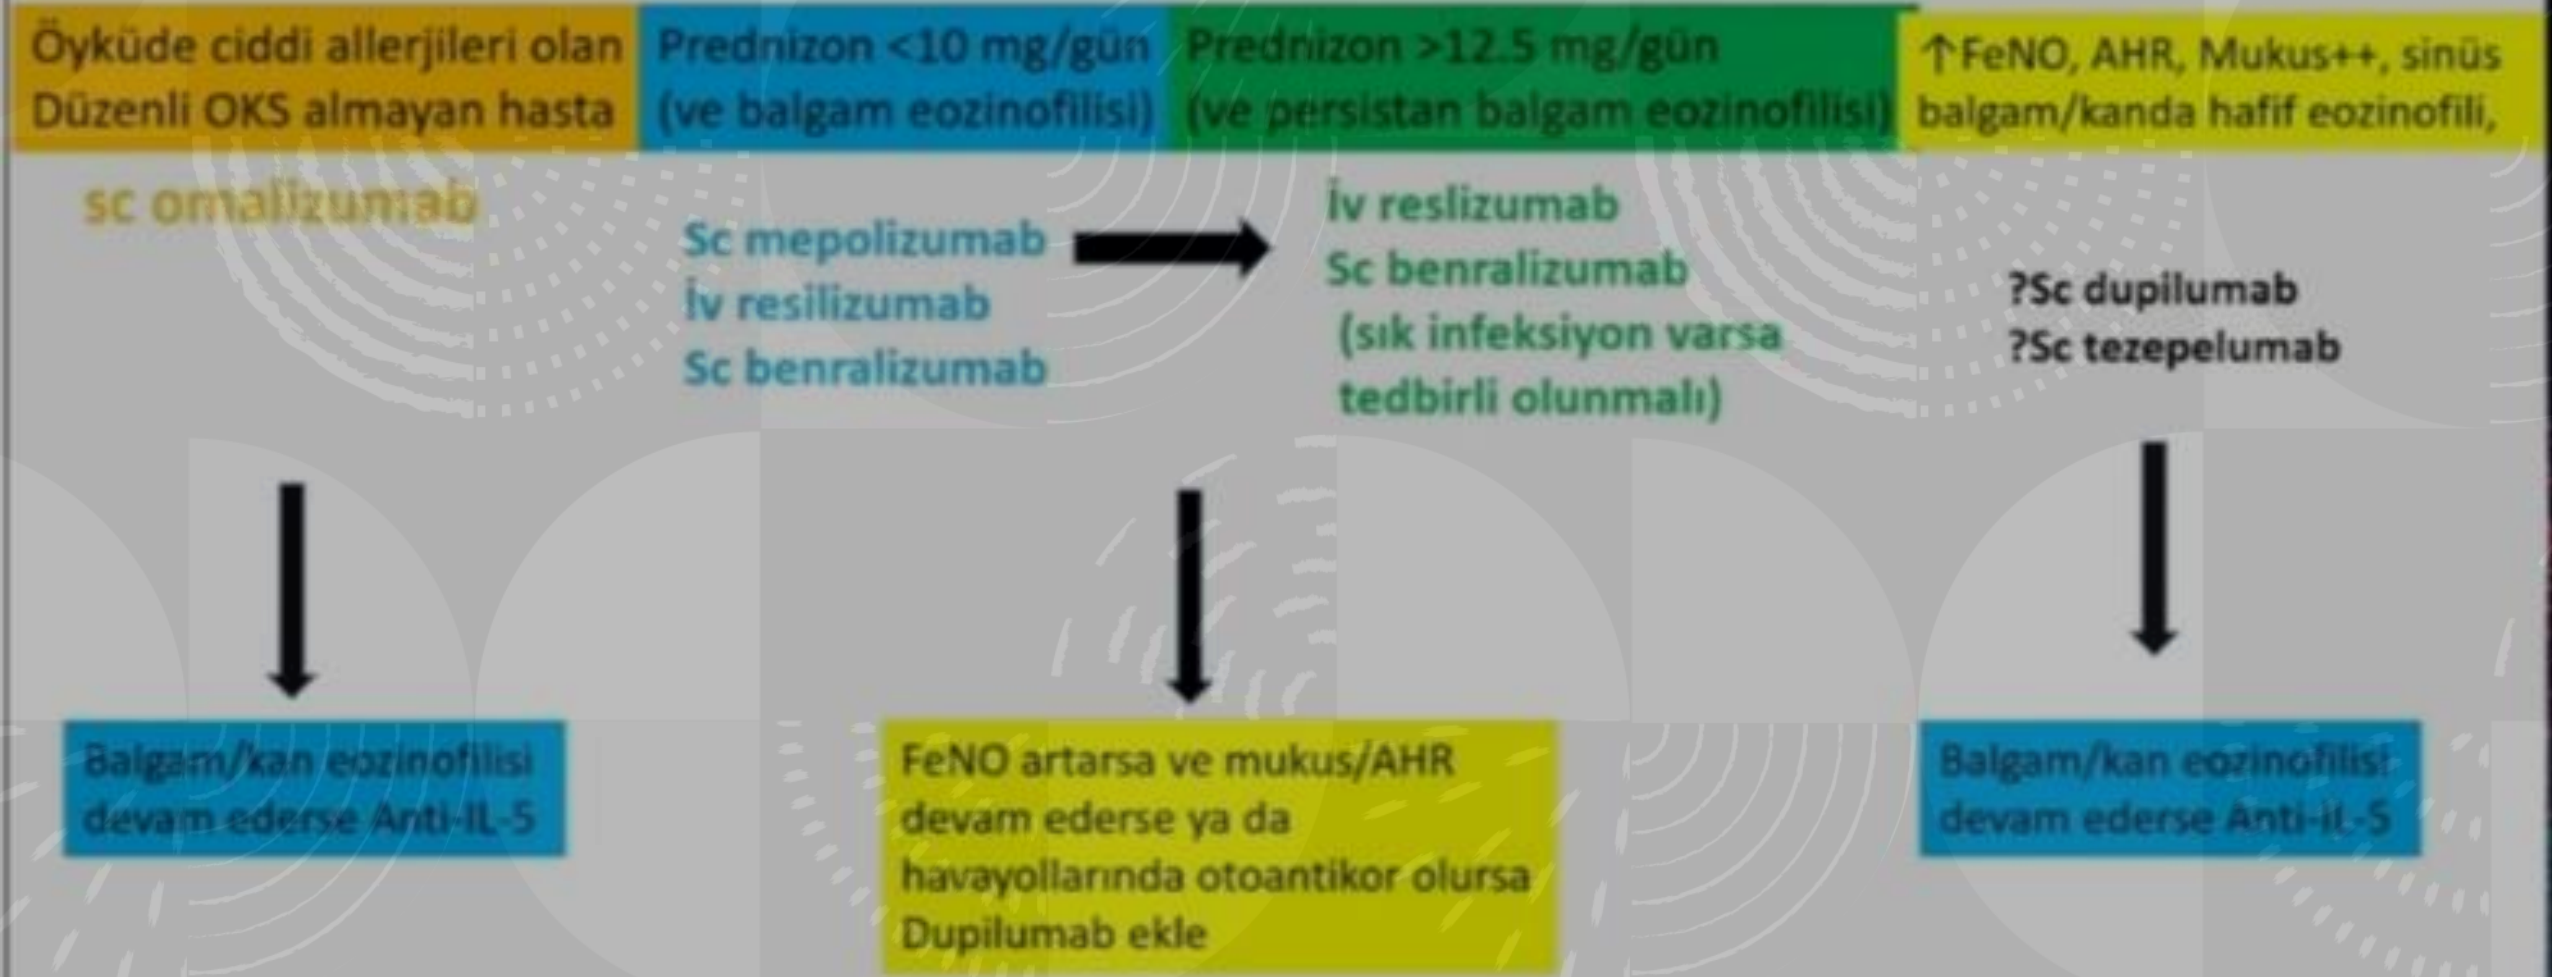 Öyküde ciddi allerjileri olan
Düzenli OKS almayan hasta
Prednizon <10 mg/gün
(ve balgam eozinofilisi)
Prednizon >12.5 mg/gün
(ve persistan balgam eozinofilisi)
↑FeNO, AHR, Mukus++, sinüs
balgam/kanda hafif eozinofili,
sc omalizumab
Sc mepolizumab
İv resilizumab
Sc benralizumab
İv reslizumab
Sc benralizumab
(sık infeksiyon varsa
tedbirli olunmalı)
?Sc dupilumab
?Sc tezepelumab
Balgam/kan eozinofilisi
devam ederse Anti-IL-5
FeNO artarsa ve mukus/AHR
devam ederse ya da
havayollarında otoantikor olursa
Dupilumab ekle
Balgam/kan eozinofilisi
devam ederse Anti-iL-5